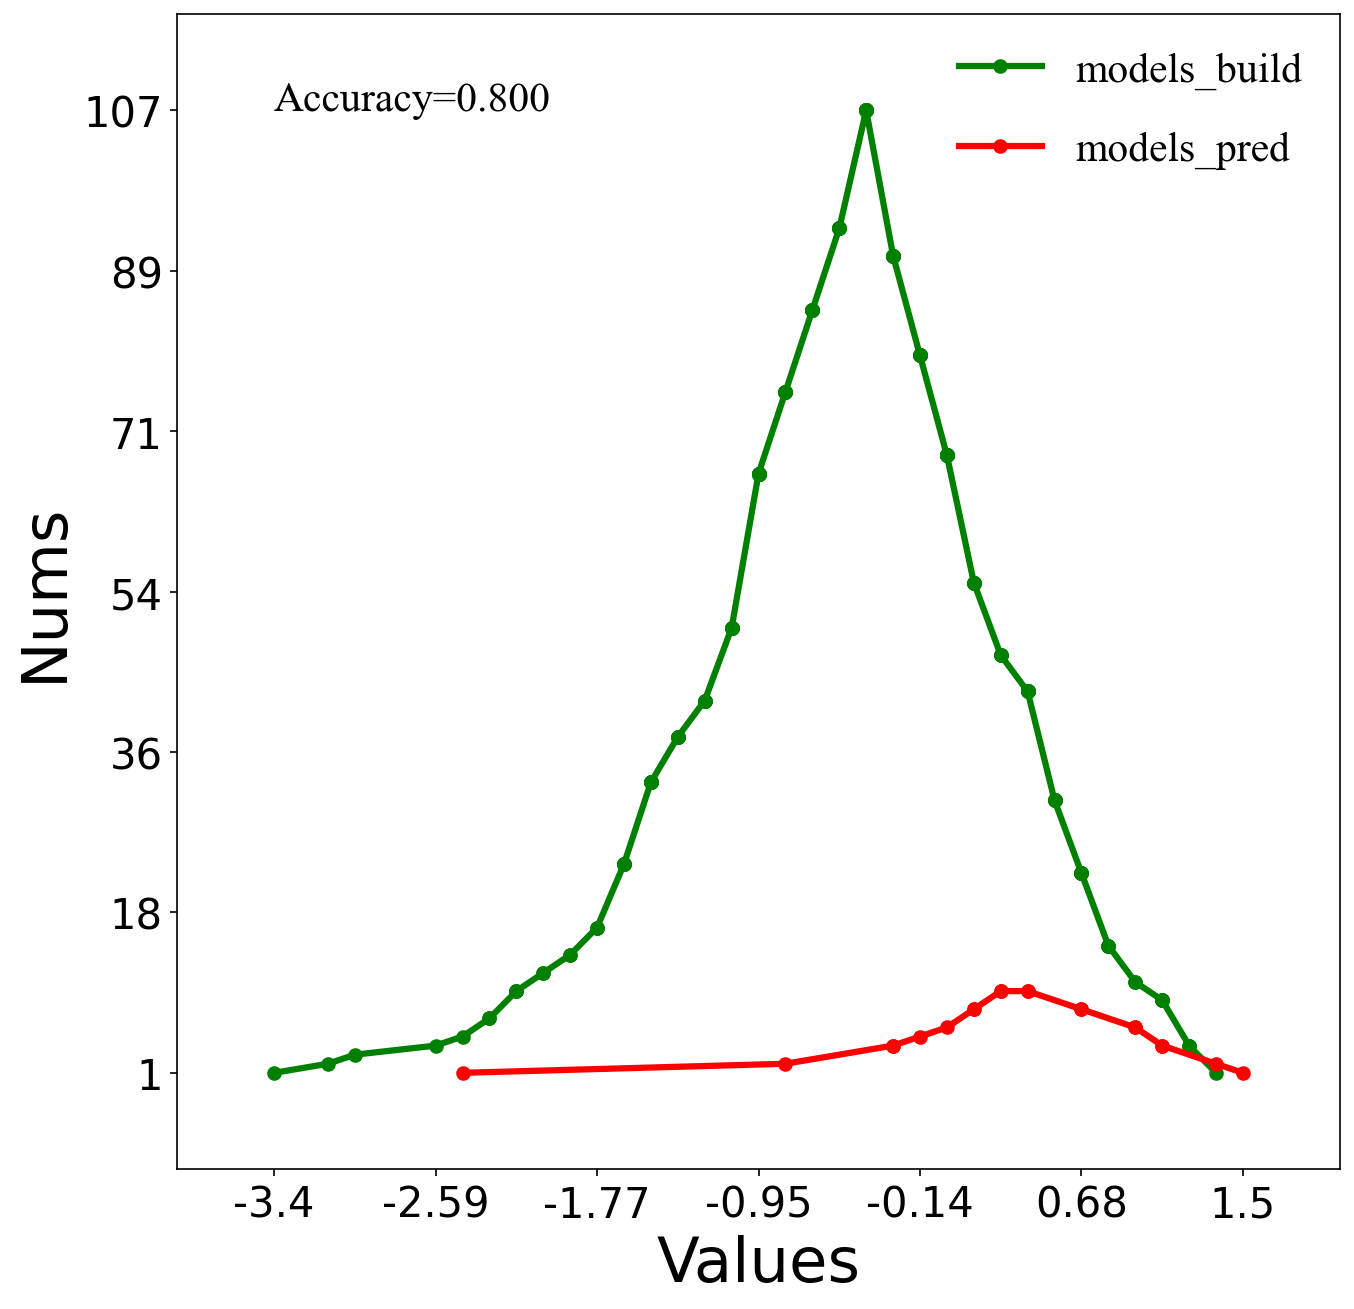 models_build
Accuracy=0.800
models_pred
107
89
71
54
36
18
1
Nums
-3.4
-2.59
-1.77
-0.95
-0.14
0.68
1.5
Values